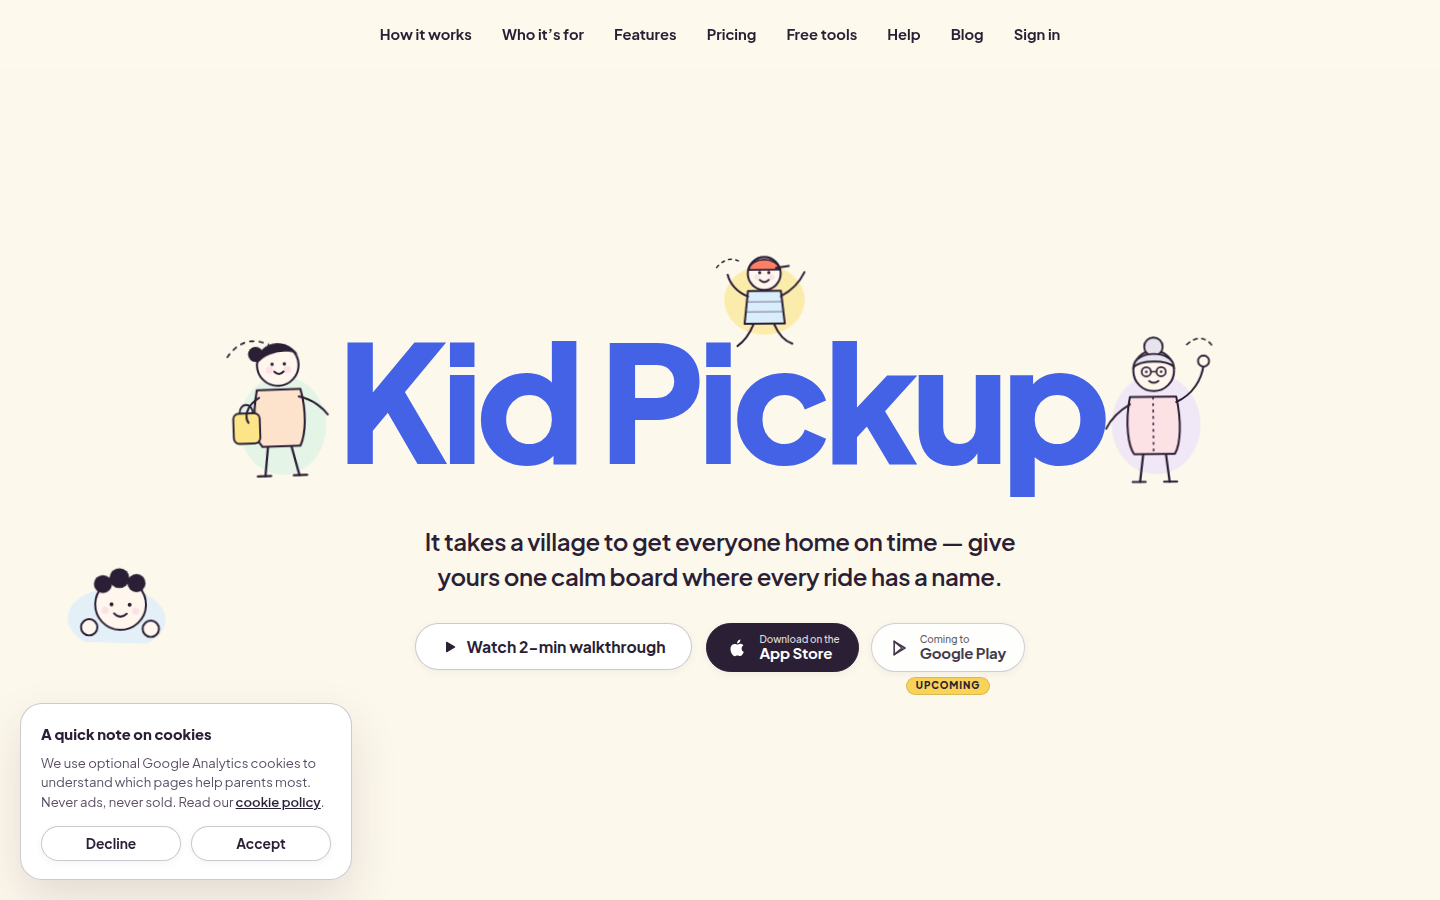 How it works
Who it’s for
Features
Pricing
Free tools
Help
Blog
Sign in
Kid Pickup
It takes a village to get everyone home on time — give
yours one calm board where every ride has a name.
Watch 2-min walkthrough
Download on the
App Store
Coming to
Google Play
UPCOMING
A quick note on cookies
We use optional Google Analytics cookies to
understand which pages help parents most.
Never ads, never sold. Read our cookie policy.
Decline
Accept